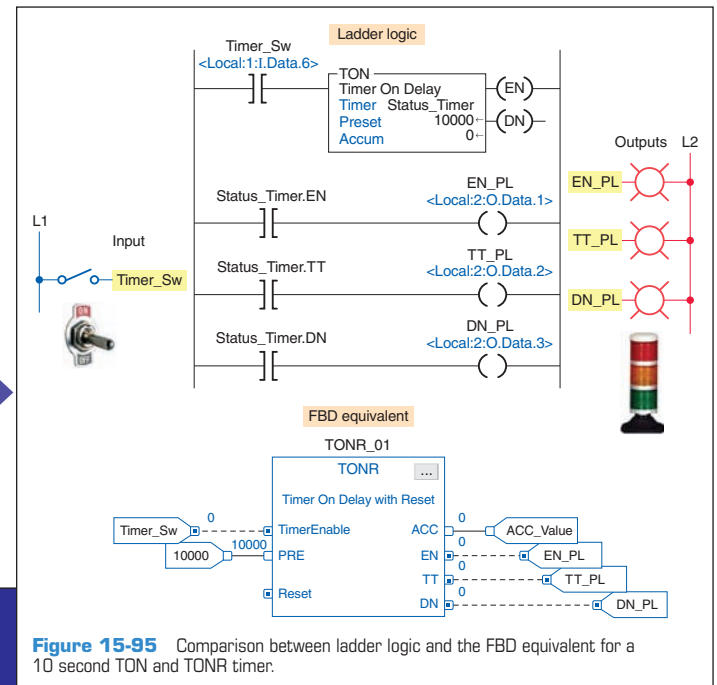 Ladder logic
Timer_Sw
<Local:1:I.Data.6>
TON
Timer On Delay
Timer Status_Timer
Preset 10000←
Accum 0←
EN
DN
Outputs L2
EN_PL
TT_PL
DN_PL
Status_Timer.EN
EN_PL
<Local:2:O.Data.1>
L1
Input
Timer_Sw
ON
OFF
Status_Timer.TT
TT_PL
<Local:2:O.Data.2>
Status_Timer.DN
DN_PL
<Local:2:O.Data.3>
FBD equivalent
TONR_01
TONR ...
Timer On Delay with Reset
Timer_Sw 0 TimerEnable ACC 0 ACC_Value
10000 10000 PRE EN 0 EN_PL
TT 0 TT_PL
Reset
DN 0 DN_PL
Figure 15-95 Comparison between ladder logic and the FBD equivalent for a
10 second TON and TONR timer.